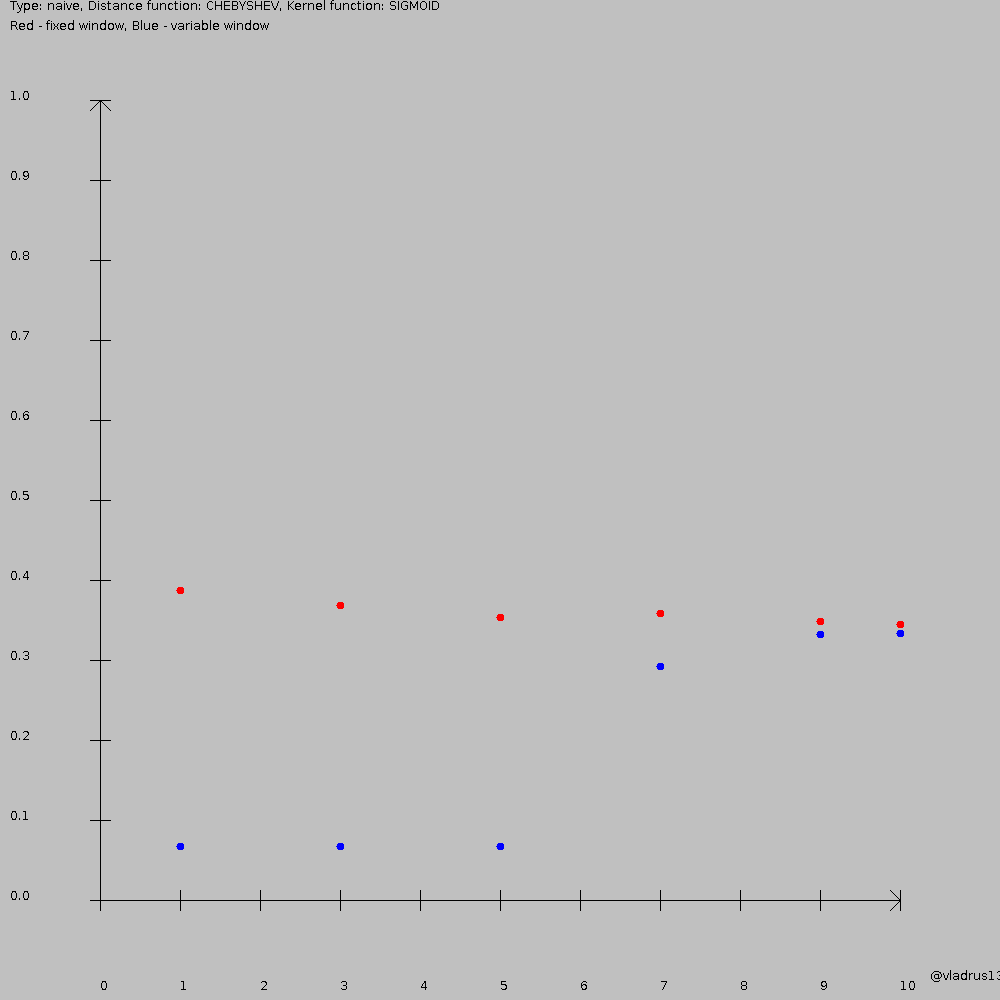 Type: naive, Distance function: CHEBYSHEV, Kernel function: SIGMOID
Red - fixed window, Blue - variable window
1.0
0.9
0.8
0.7
0.6
0.5
0.4
0.3
0.2
0.1
0.0
0 1 2 3 4 5 6 7 8 9 10
@vladrus13